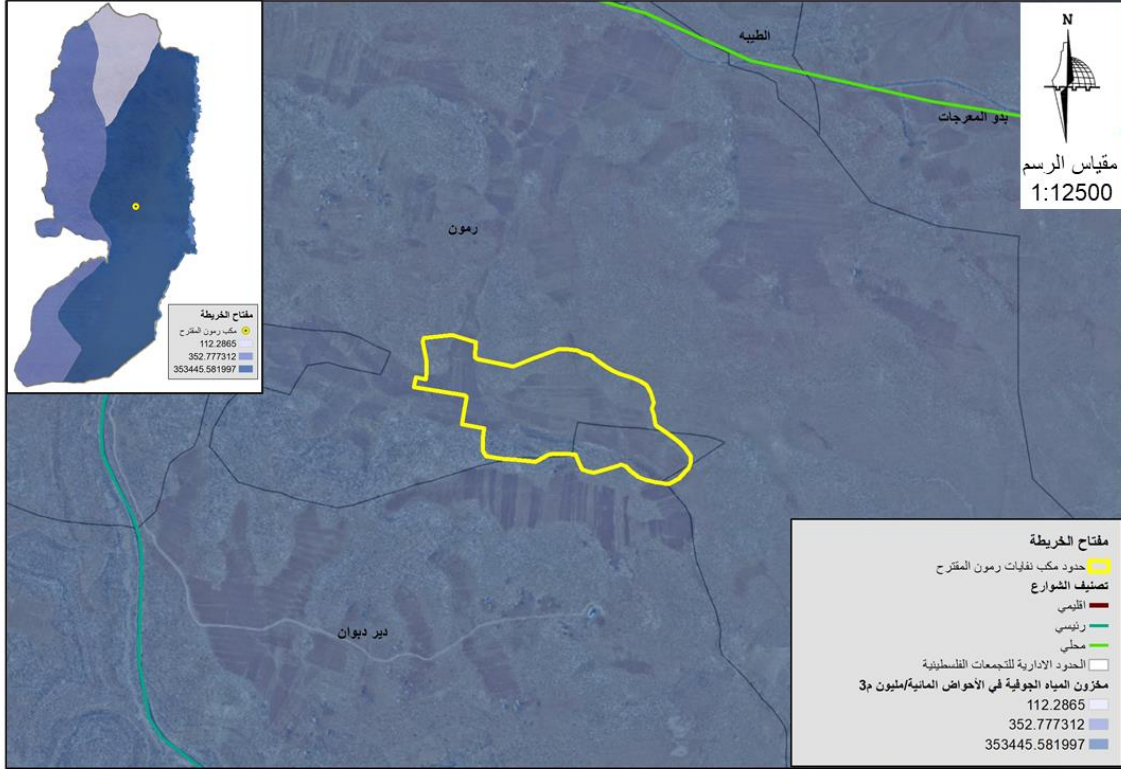 مفتاح الخريطة
مكب رمون المقترح
112.2865
352.777312
353445.581997
الطيبه
بدو المعرجات
رمون
دير دبوان
N
مقياس الرسم
1:12500
مفتاح الخريطة
حدود مكب نفايات رمون المقترح
تصنيف الشوارع
اقليمي
رئيسي
محلي
الحدود الادارية للتجمعات الفلسطينية
مخزون المياه الجوفية في الأحواض المائية/مليون م3
112.2865
352.777312
353445.581997